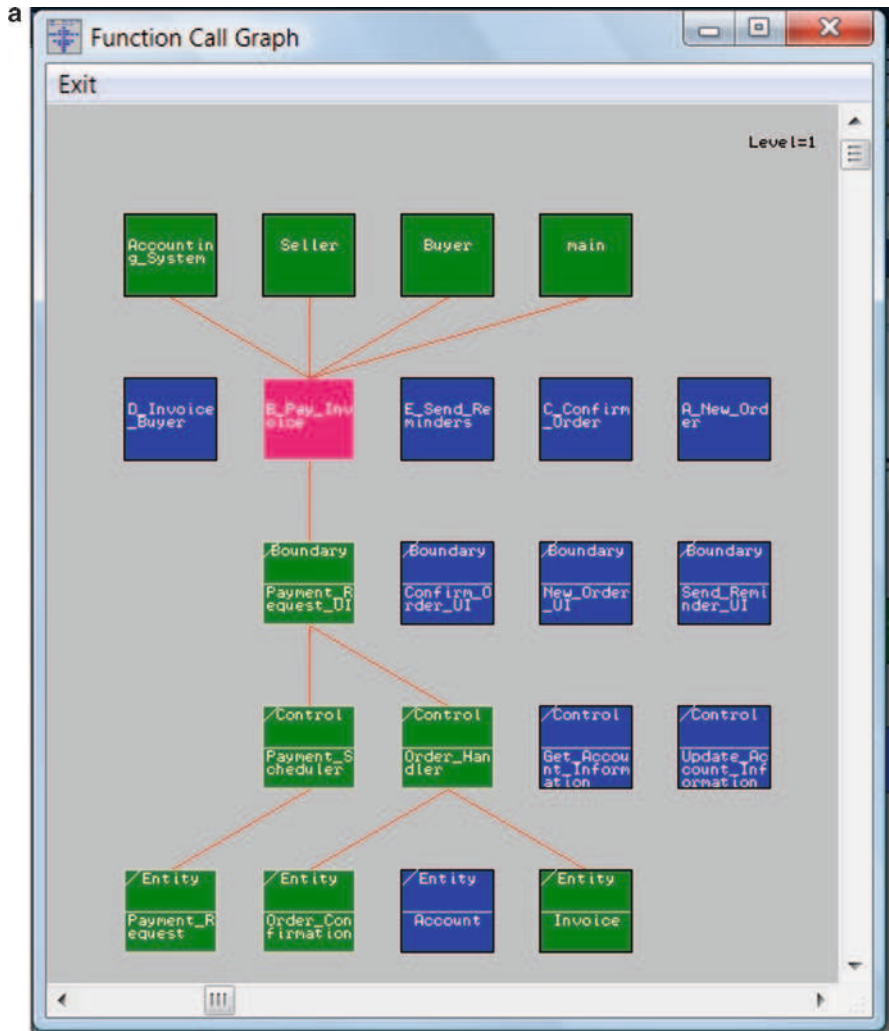 a
Function Call Graph
Exit
Level=1
Accountin
g_System
Seller
Buyer
main
D_Invoice
_Buyer
B_Pay_Inv
oice
E_Send_Re
minders
C_Confirm
_Order
A_New_Ord
er
Boundary
Payment_R
equest_UI
Boundary
Confirm_O
rder_UI
Boundary
New_Order
_UI
Boundary
Send_Remi
nder_UI
Control
Payment_S
cheduler
Control
Order_Han
dler
Control
Get_Accou
nt_Inform
ation
Control
Update_Ac
count_Inf
ormation
Entity
Payment_R
equest
Entity
Order_Con
firmation
Entity
Account
Entity
Invoice